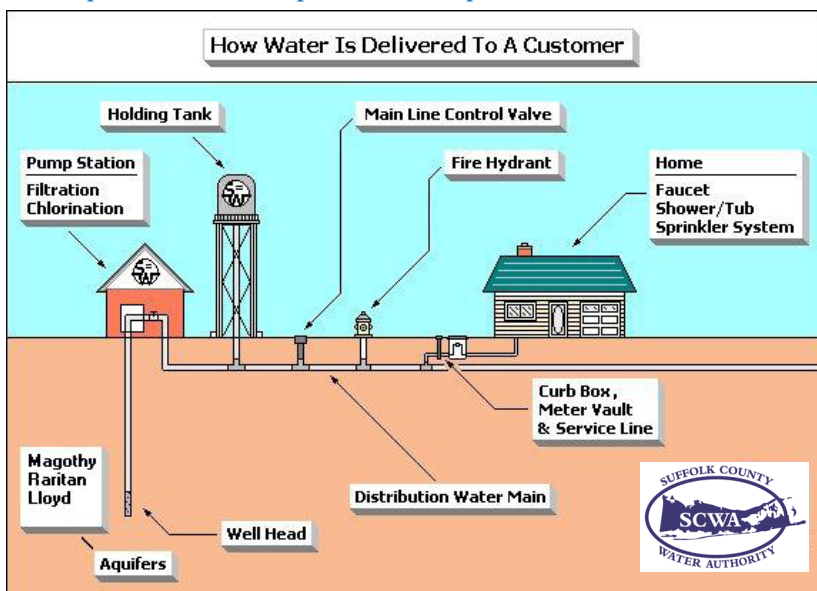 How Water Is Delivered To A Customer
Holding Tank
Main Line Control Valve
Pump Station
Filtration
Chlorination
Fire Hydrant
Home
Faucet
Shower/Tub
Sprinkler System
Curb Box,
Meter Vault
& Service Line
Magothy
Raritan
Lloyd
Distribution Water Main
Well Head
Aquifers
SUFFOLK COUNTY
SCWA
WATER AUTHORITY